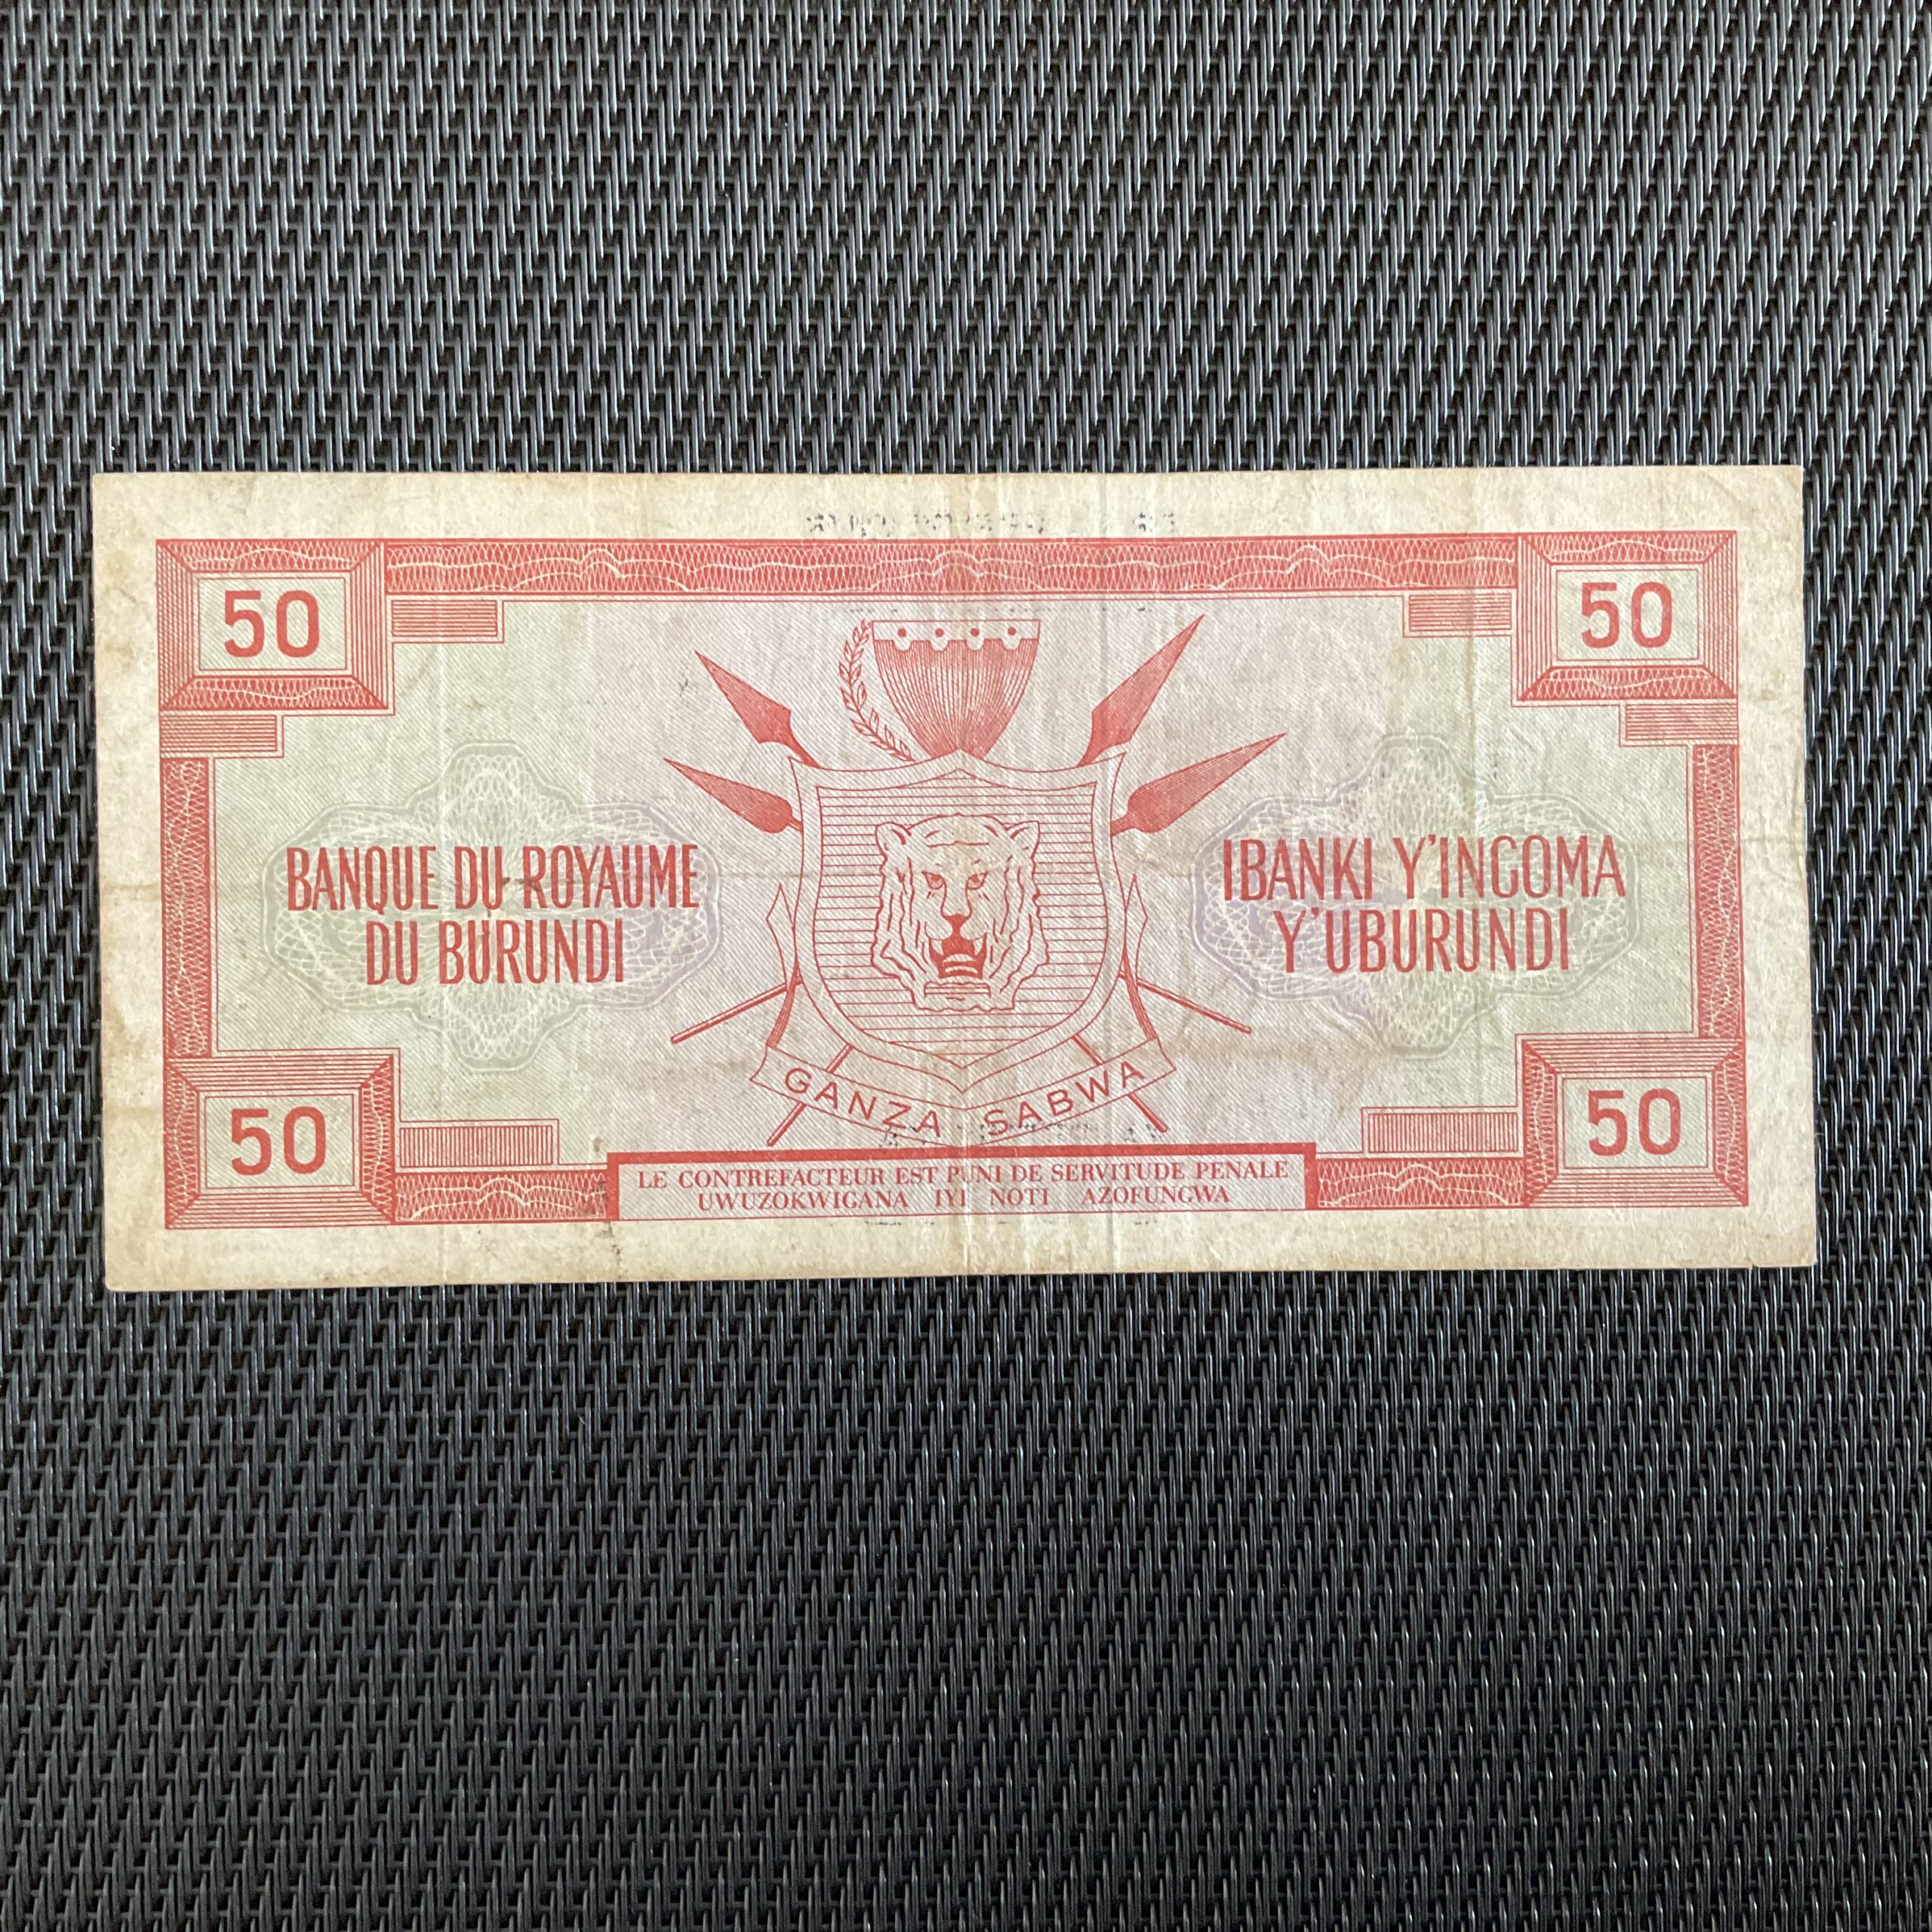 50
50
BANQUE DU ROYAUME
DU BURUNDI
IBANKI Y'INGOMA
Y'UBURUNDI
GANZA SABWA
50
50
LE CONTREFACTEUR EST PUNI DE SERVITUDE PENALE
UWUZOKWIGANA IYI NOTI AZOFUNGWA